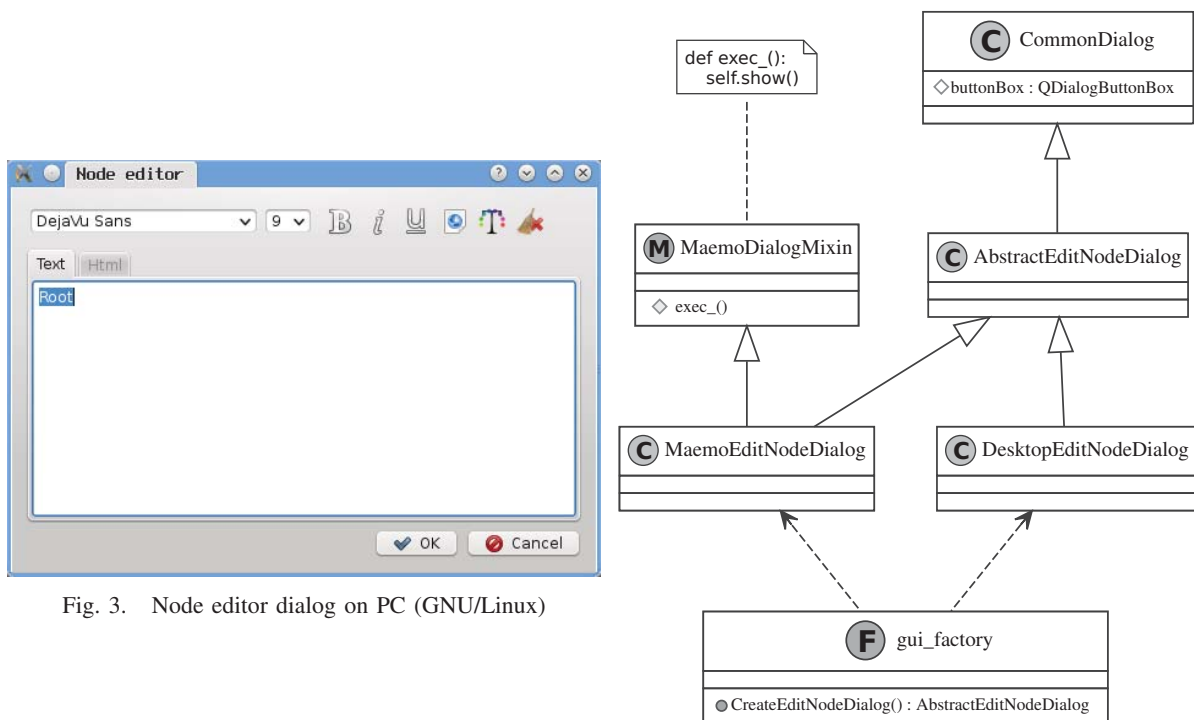 Node editor
DejaVu Sans
9
B i U T
Text Html
Root
OK Cancel
Fig. 3. Node editor dialog on PC (GNU/Linux)
def exec_():
self.show()
C CommonDialog
buttonBox : QDialogButtonBox
M MaemoDialogMixin
exec_()
C AbstractEditNodeDialog
C MaemoEditNodeDialog
C DesktopEditNodeDialog
F gui_factory
CreateEditNodeDialog() : AbstractEditNodeDialog